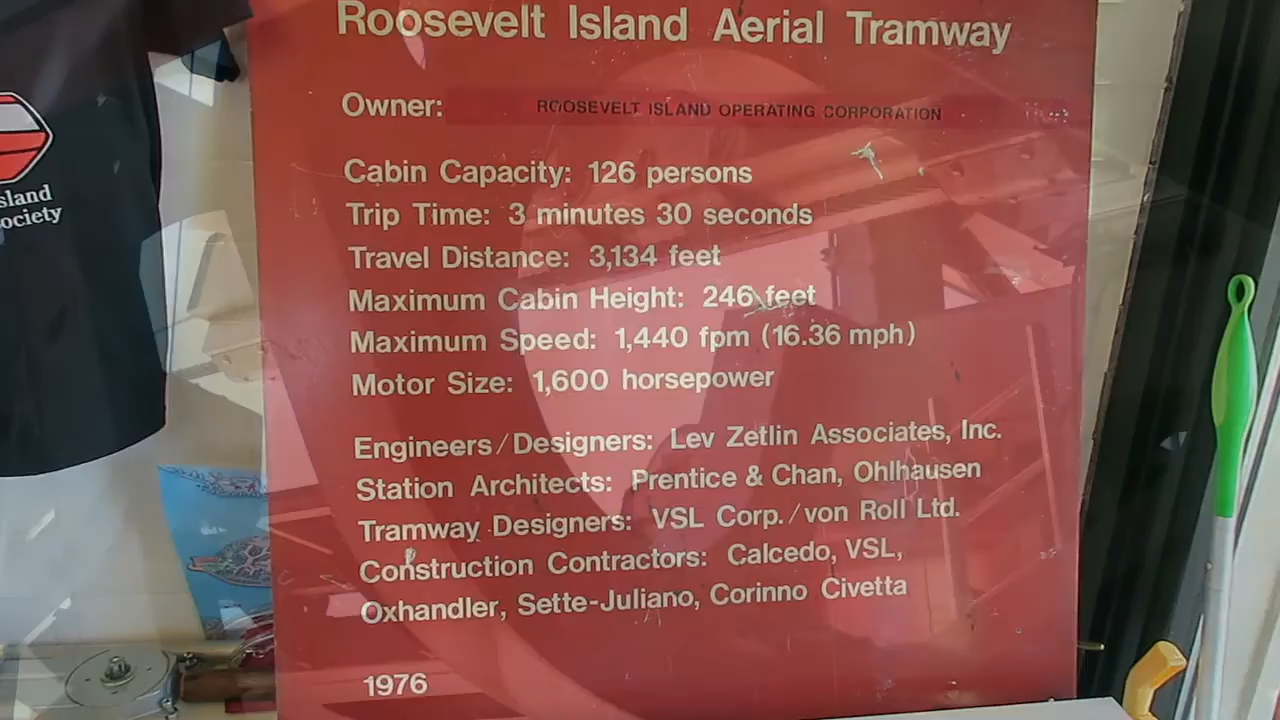 Roosevelt Island Aerial Tramway
Owner: ROOSEVELT ISLAND OPERATING CORPORATION
Cabin Capacity: 126 persons
Trip Time: 3 minutes 30 seconds
Travel Distance: 3,134 feet
Maximum Cabin Height: 246 feet
Maximum Speed: 1,440 fpm (16.36 mph)
Motor Size: 1,600 horsepower
Engineers/Designers: Lev Zetlin Associates, Inc.
Station Architects: Prentice & Chan, Ohlhausen
Tramway Designers: VSL Corp./von Roll Ltd.
Construction Contractors: Calcedo, VSL,
Oxhandler, Sette-Juliano, Corinno Civetta
1976
sland
ociety